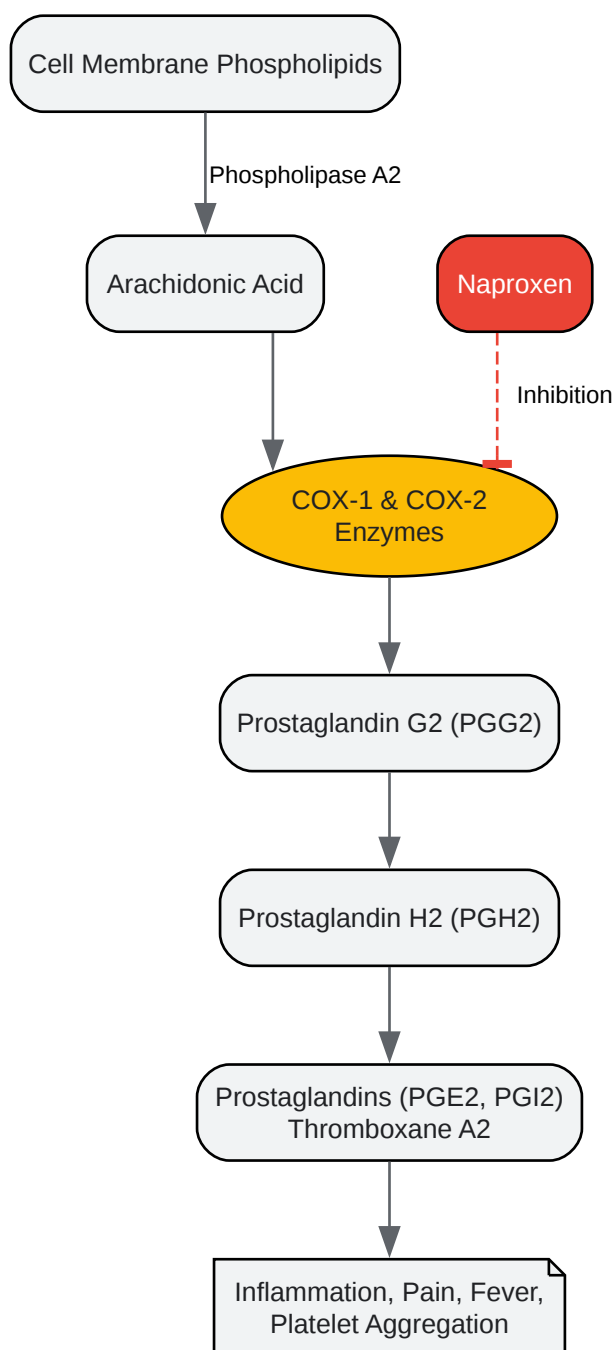 Cell Membrane Phospholipids
Phospholipase A2
Arachidonic Acid
Naproxen
Inhibition
COX-1 & COX-2
Enzymes
Prostaglandin G2 (PGG2)
Prostaglandin H2 (PGH2)
Prostaglandins (PGE2, PGI2)
Thromboxane A2
Inflammation, Pain, Fever,
Platelet Aggregation